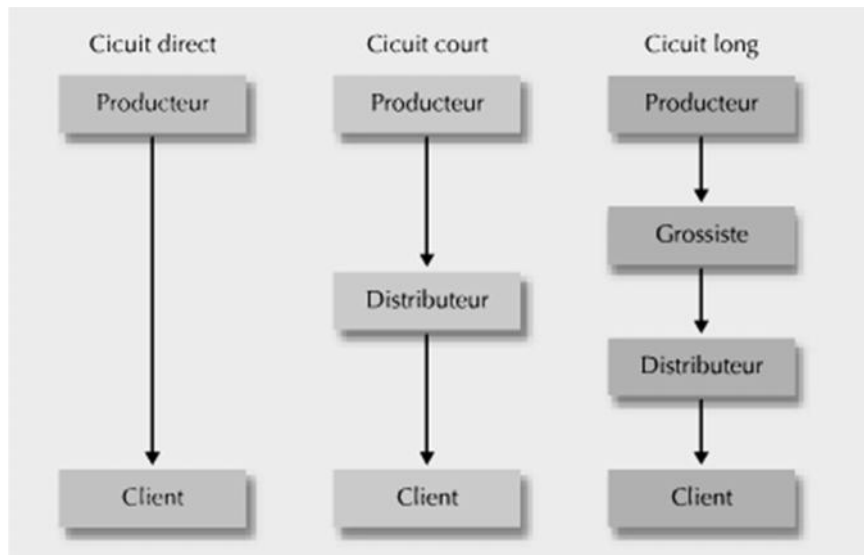 Cicuit direct
Cicuit court
Cicuit long
Producteur
Producteur
Producteur
Grossiste
Distributeur
Distributeur
Client
Client
Client